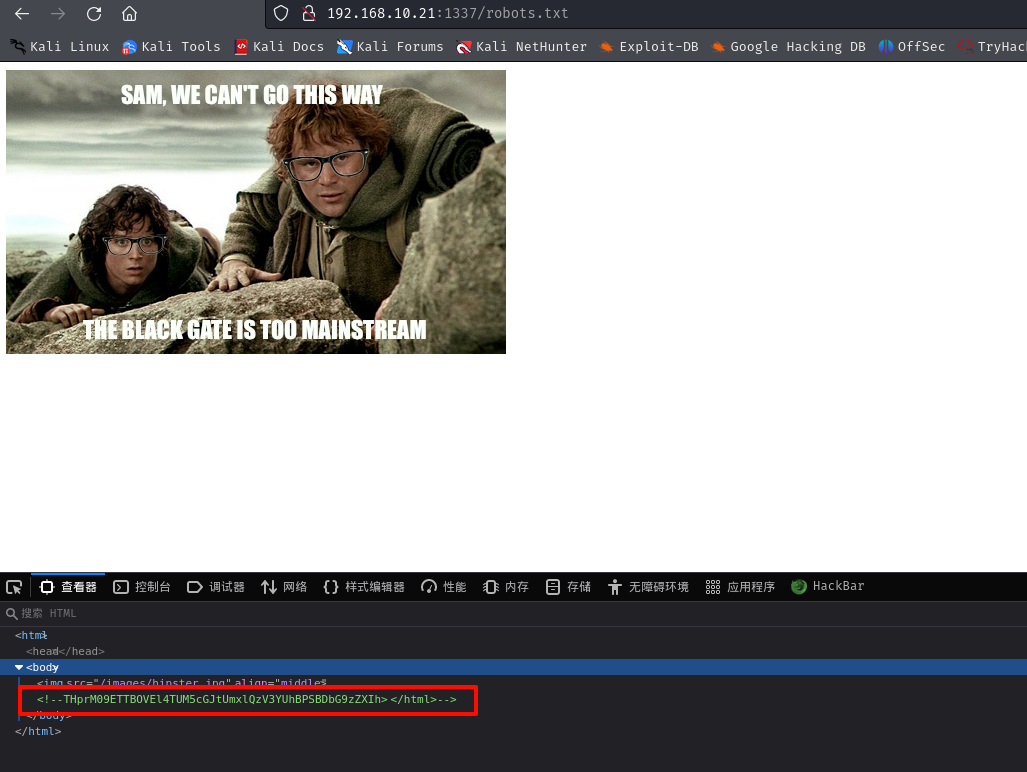 192.168.10.21:1337/robots.txt
Kali Linux Kali Tools Kali Docs Kali Forums Kali NetHunter Exploit-DB Google Hacking DB OffSec TryHac
SAM, WE CAN'T GO THIS WAY
THE BLACK GATE IS TOO MAINSTREAM
查看器 控制台 调试器 网络 样式编辑器 性能 内存 存储 无障碍环境 应用程序 HackBar
搜索 HTML
<html>
<head></head>
<body>
<img src="/images/hipster.jpg" align="middle">
<!--THprM09ETTBOVEl4TUM5cGJtUmxlQzV3YUhBPSBDbG9zZXIh></html>-->
</body>
</html>